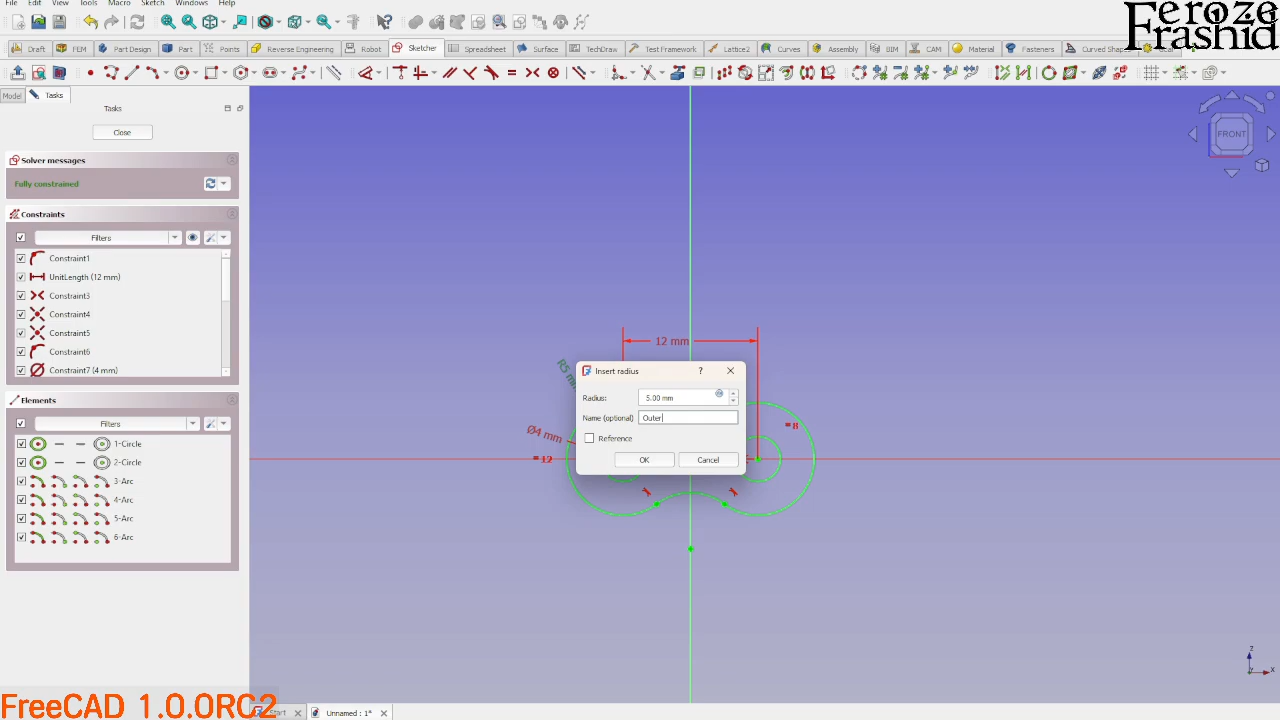 File Edit View Tools Macro Sketch Windows Help
Feroze
Frashid
Draft FEM Part Design Part Points Reverse Engineering Robot Sketcher Spreadsheet Surface TechDraw Test Framework Lattice2 Curves Assembly BIM CAM Material Fasteners Curved Shapes
Model Tasks
Tasks
Close
Solver messages
Fully constrained
Constraints
Filters
Constraint1
UnitLength (12 mm)
Constraint3
Constraint4
Constraint5
Constraint6
Constraint7 (4 mm)
Elements
Filters
1-Circle
2-Circle
3-Arc
4-Arc
5-Arc
6-Arc
FRONT
12 mm
R5 mm
Ø4 mm
= 12
= 8
Insert radius ?
Radius: 5.00 mm
Name (optional) Outer
Reference
OK Cancel
Z
X
Y
FreeCAD 1.0.0RC2
Start Unnamed : 1*